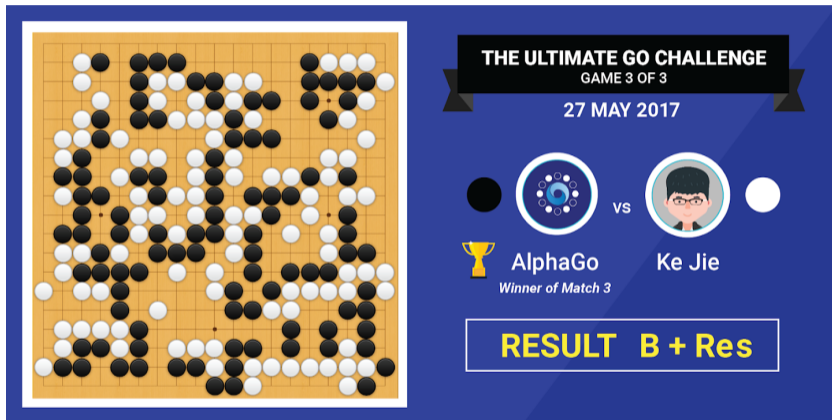 THE ULTIMATE GO CHALLENGE
GAME 3 OF 3
27 MAY 2017
vs
AlphaGo
Ke Jie
Winner of Match 3
RESULT B + Res